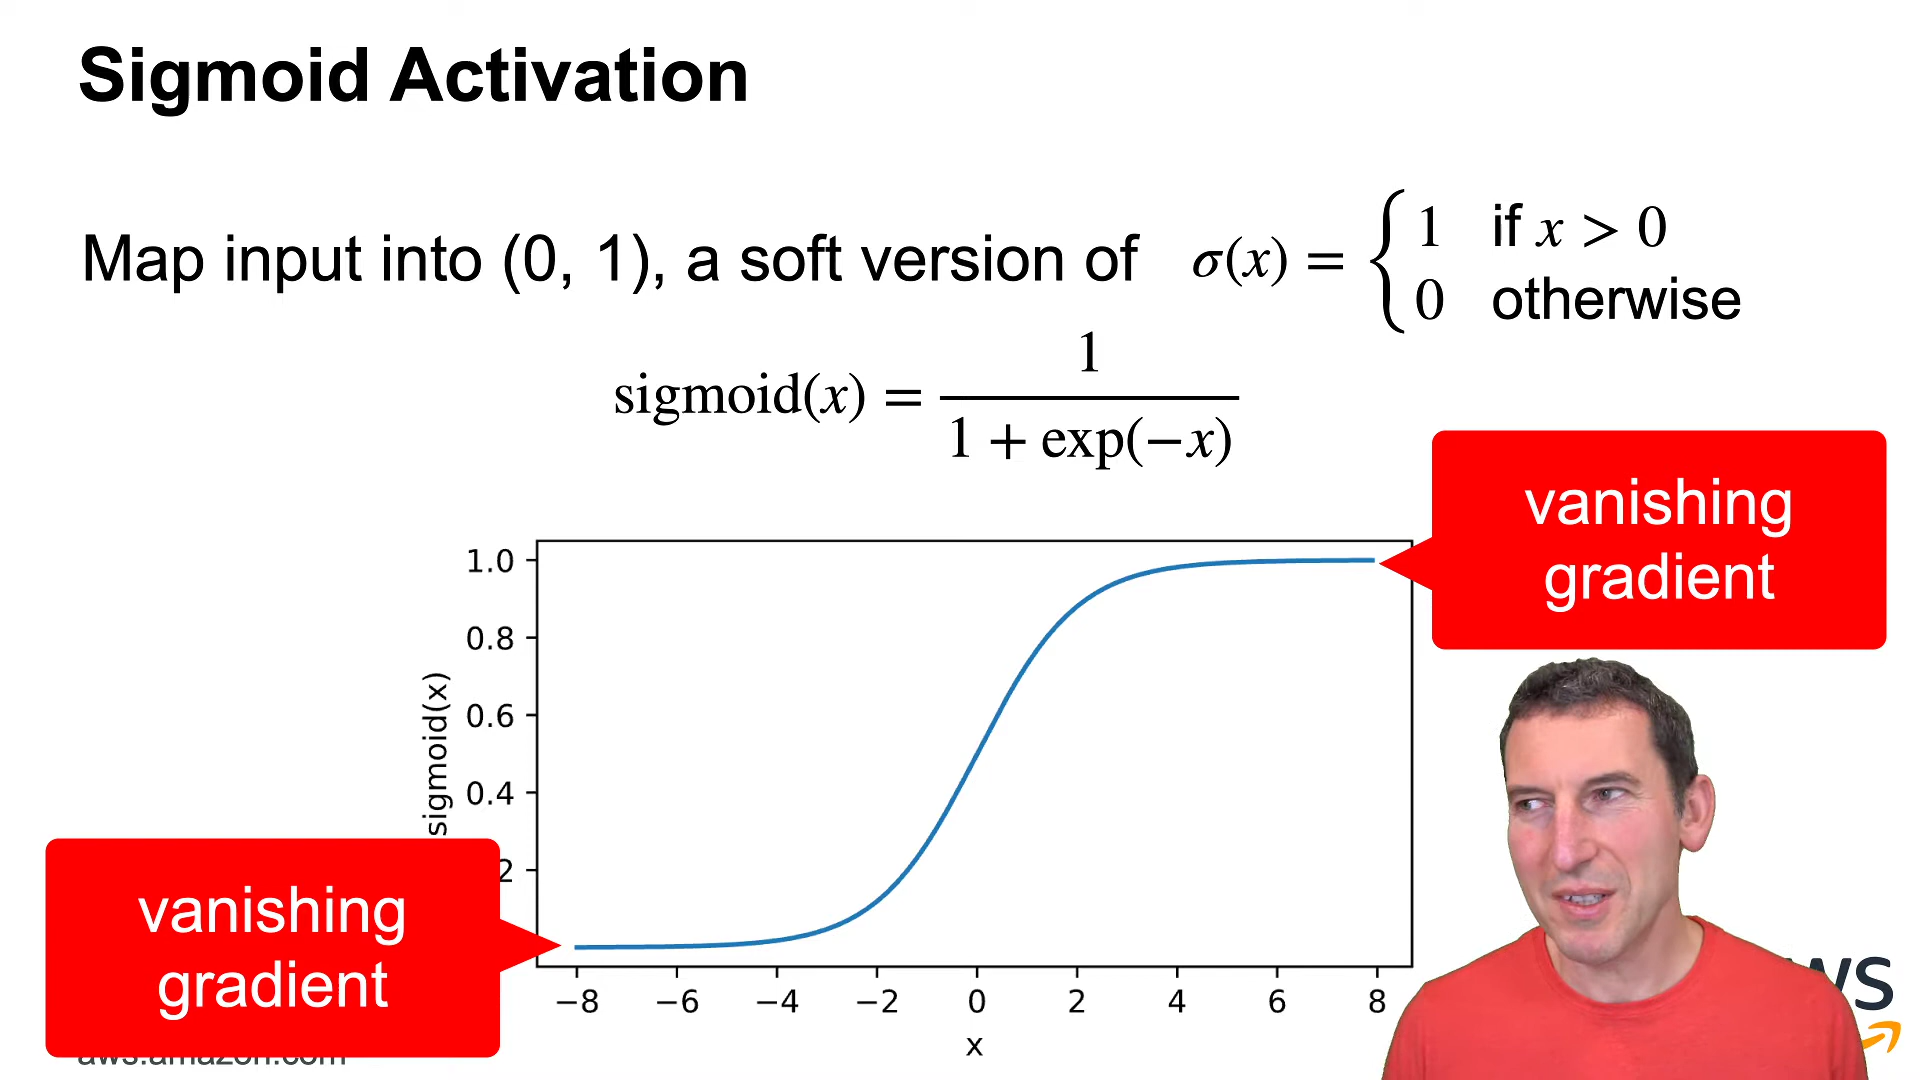 Sigmoid Activation
Map input into (0, 1), a soft version of σ(x) = { 1 if x > 0
0 otherwise
sigmoid(x) = 1 / (1 + exp(−x))
vanishing
gradient
1.0
0.8
0.6
0.4
2
sigmoid(x)
vanishing
gradient
−8 −6 −4 −2 0 2 4 6 8
x
aws.amazon.com
ws